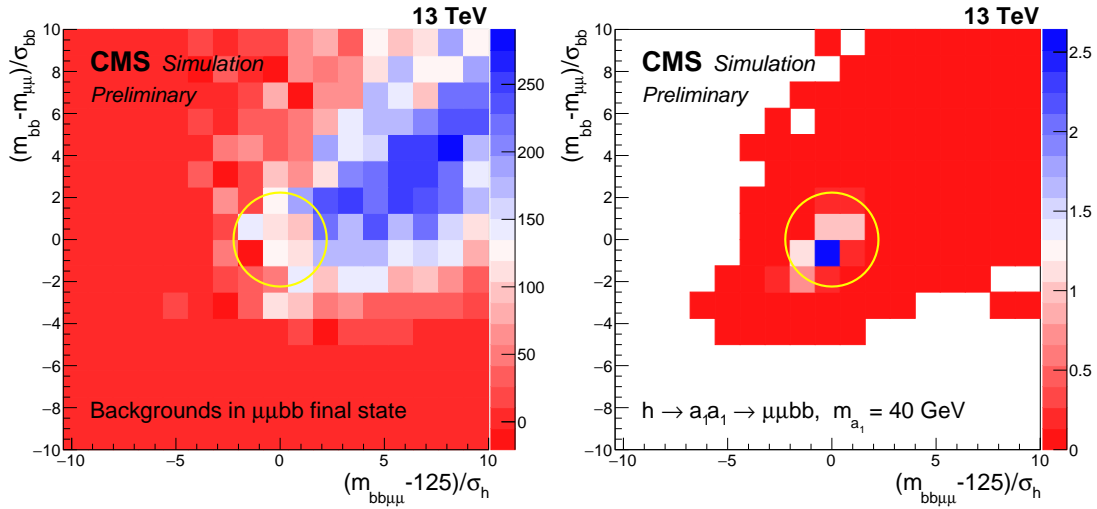 13 TeV
CMS Simulation
Preliminary
(m_bb-m_μμ)/σ_bb
10
8
6
4
2
0
−2
−4
−6
−8
−10
Backgrounds in μμbb final state
−10 −5 0 5 10
(m_bbμμ -125)/σ_h
250
200
150
100
50
0
13 TeV
CMS Simulation
Preliminary
(m_bb-m_μμ)/σ_bb
10
8
6
4
2
0
−2
−4
−6
−8
−10
h → a₁a₁ → μμbb, m_a₁ = 40 GeV
−10 −5 0 5 10
(m_bbμμ -125)/σ_h
2.5
2
1.5
1
0.5
0